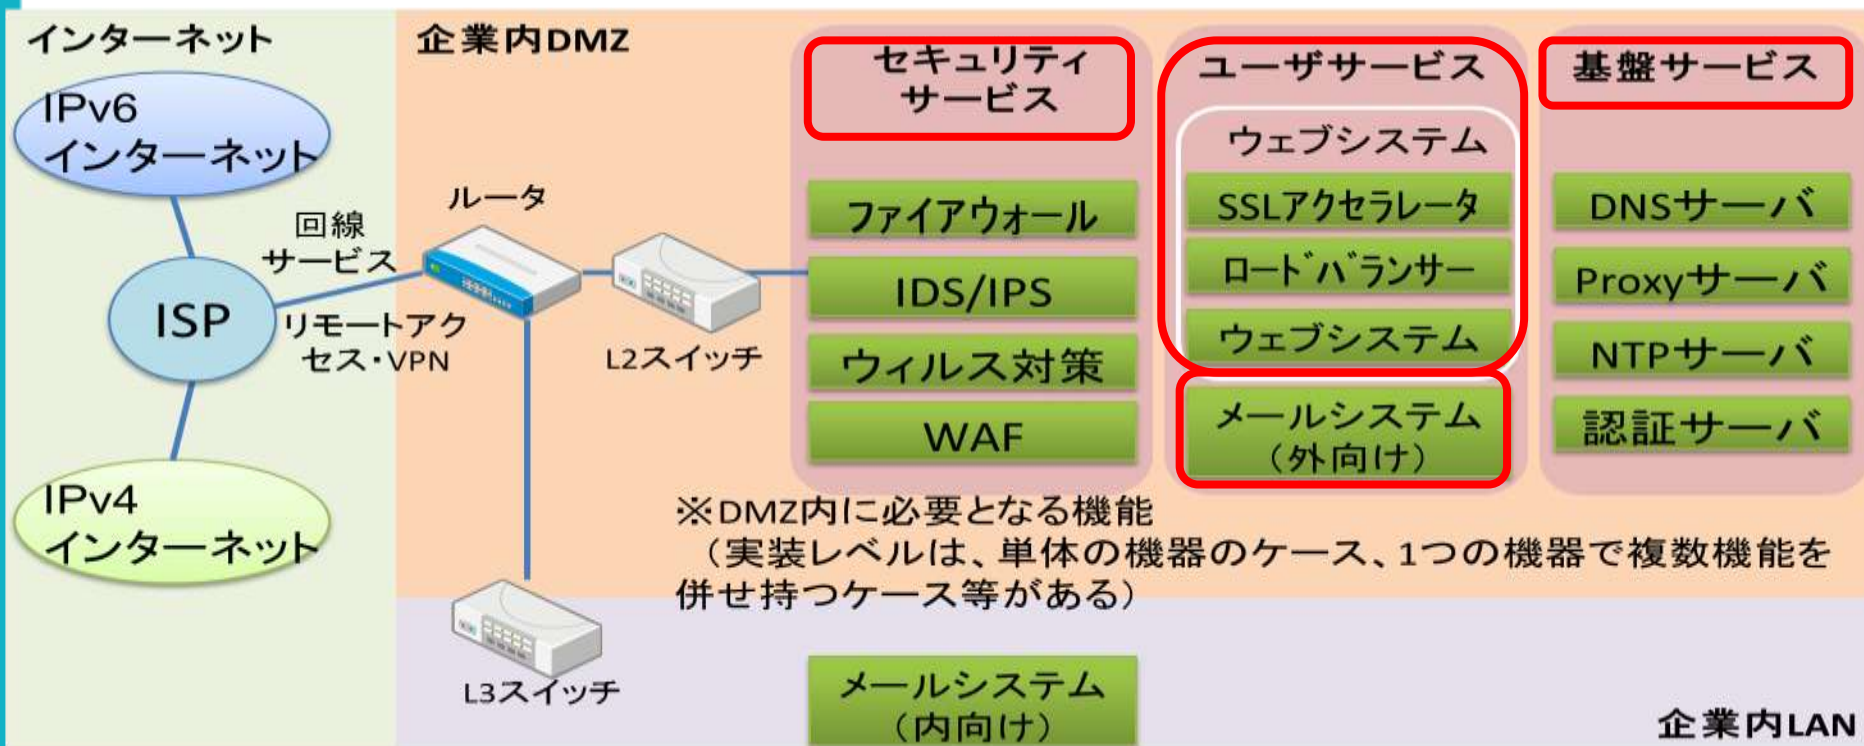 インターネット
IPv6
インターネット
ISP
IPv4
インターネット
回線
サービス
リモートアク
セス・VPN
企業内DMZ
ルータ
L2スイッチ
L3スイッチ
セキュリティ
サービス
ファイアウォール
IDS/IPS
ウィルス対策
WAF
ユーザサービス
ウェブシステム
SSLアクセラレータ
ロードバランサー
ウェブシステム
メールシステム
（外向け）
基盤サービス
DNSサーバ
Proxyサーバ
NTPサーバ
認証サーバ
※DMZ内に必要となる機能
（実装レベルは、単体の機器のケース、1つの機器で複数機能を
併せ持つケース等がある）
メールシステム
（内向け）
企業内LAN